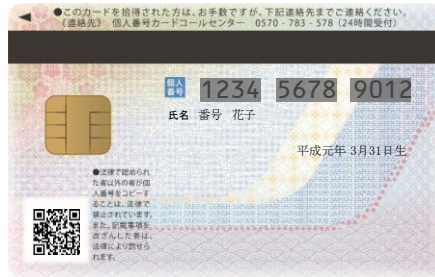 ●このカードを拾得された方は、お手数ですが、下記連絡先までご連絡ください。
《連絡先》 個人番号カードコールセンター 0570-783-578 (24時間受付)
個人番号 1234 5678 9012
氏名 番号 花子
平成元年 3月31日生
●法律で認められ
た者以外の者が個
人番号をコピーす
ることは、法律で
禁止されています。
また、記載事項を
改ざんした者は、
法律により罰せら
れます。